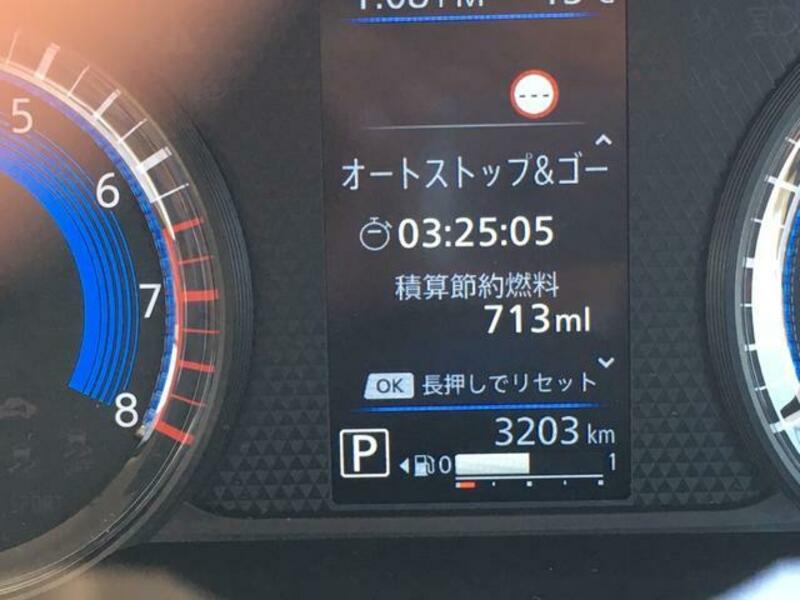 オートストップ&ゴー
03:25:05
積算節約燃料
713ml
OK 長押しでリセット
3203 km
P
0 1
5
6
7
8